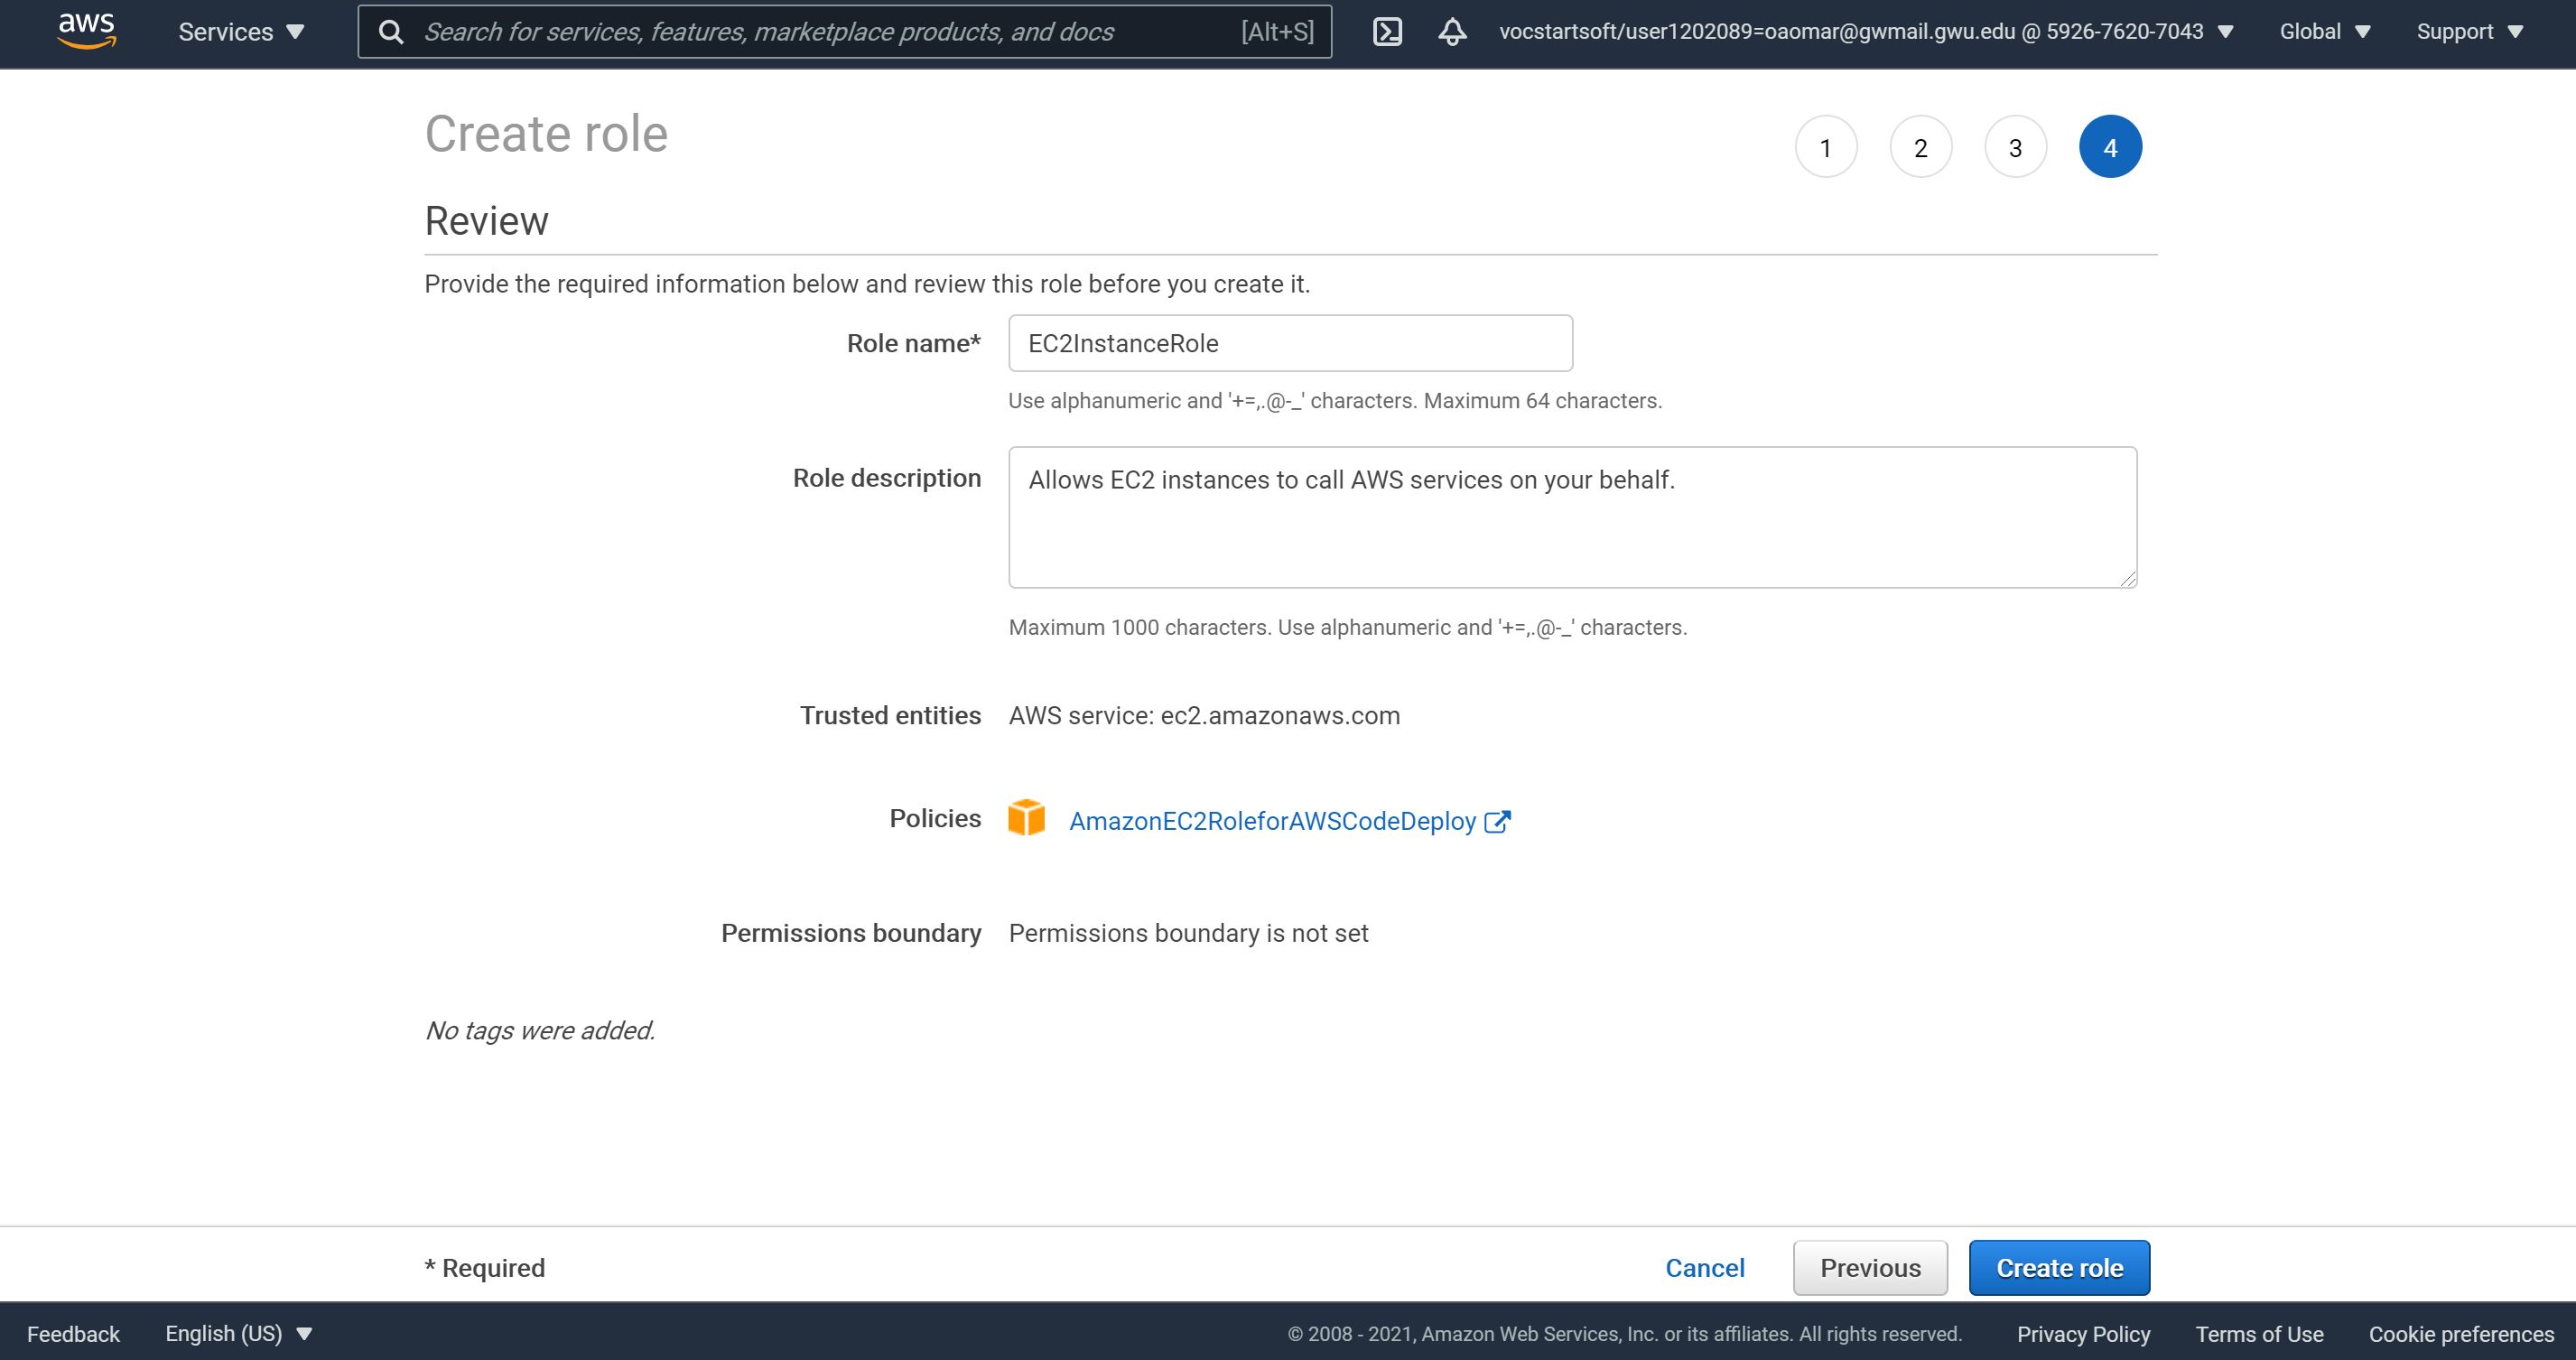 aws Services Search for services, features, marketplace products, and docs [Alt+S] vocstartsoft/user1202089=oaomar@gwmail.gwu.edu @ 5926-7620-7043 Global Support
Create role
1 2 3 4
Review
Provide the required information below and review this role before you create it.
Role name* EC2InstanceRole
Use alphanumeric and '+=,.@-_' characters. Maximum 64 characters.
Role description Allows EC2 instances to call AWS services on your behalf.
Maximum 1000 characters. Use alphanumeric and '+=,.@-_' characters.
Trusted entities AWS service: ec2.amazonaws.com
Policies AmazonEC2RoleforAWSCodeDeploy
Permissions boundary Permissions boundary is not set
No tags were added.
* Required Cancel Previous Create role
Feedback English (US) © 2008 - 2021, Amazon Web Services, Inc. or its affiliates. All rights reserved. Privacy Policy Terms of Use Cookie preferences